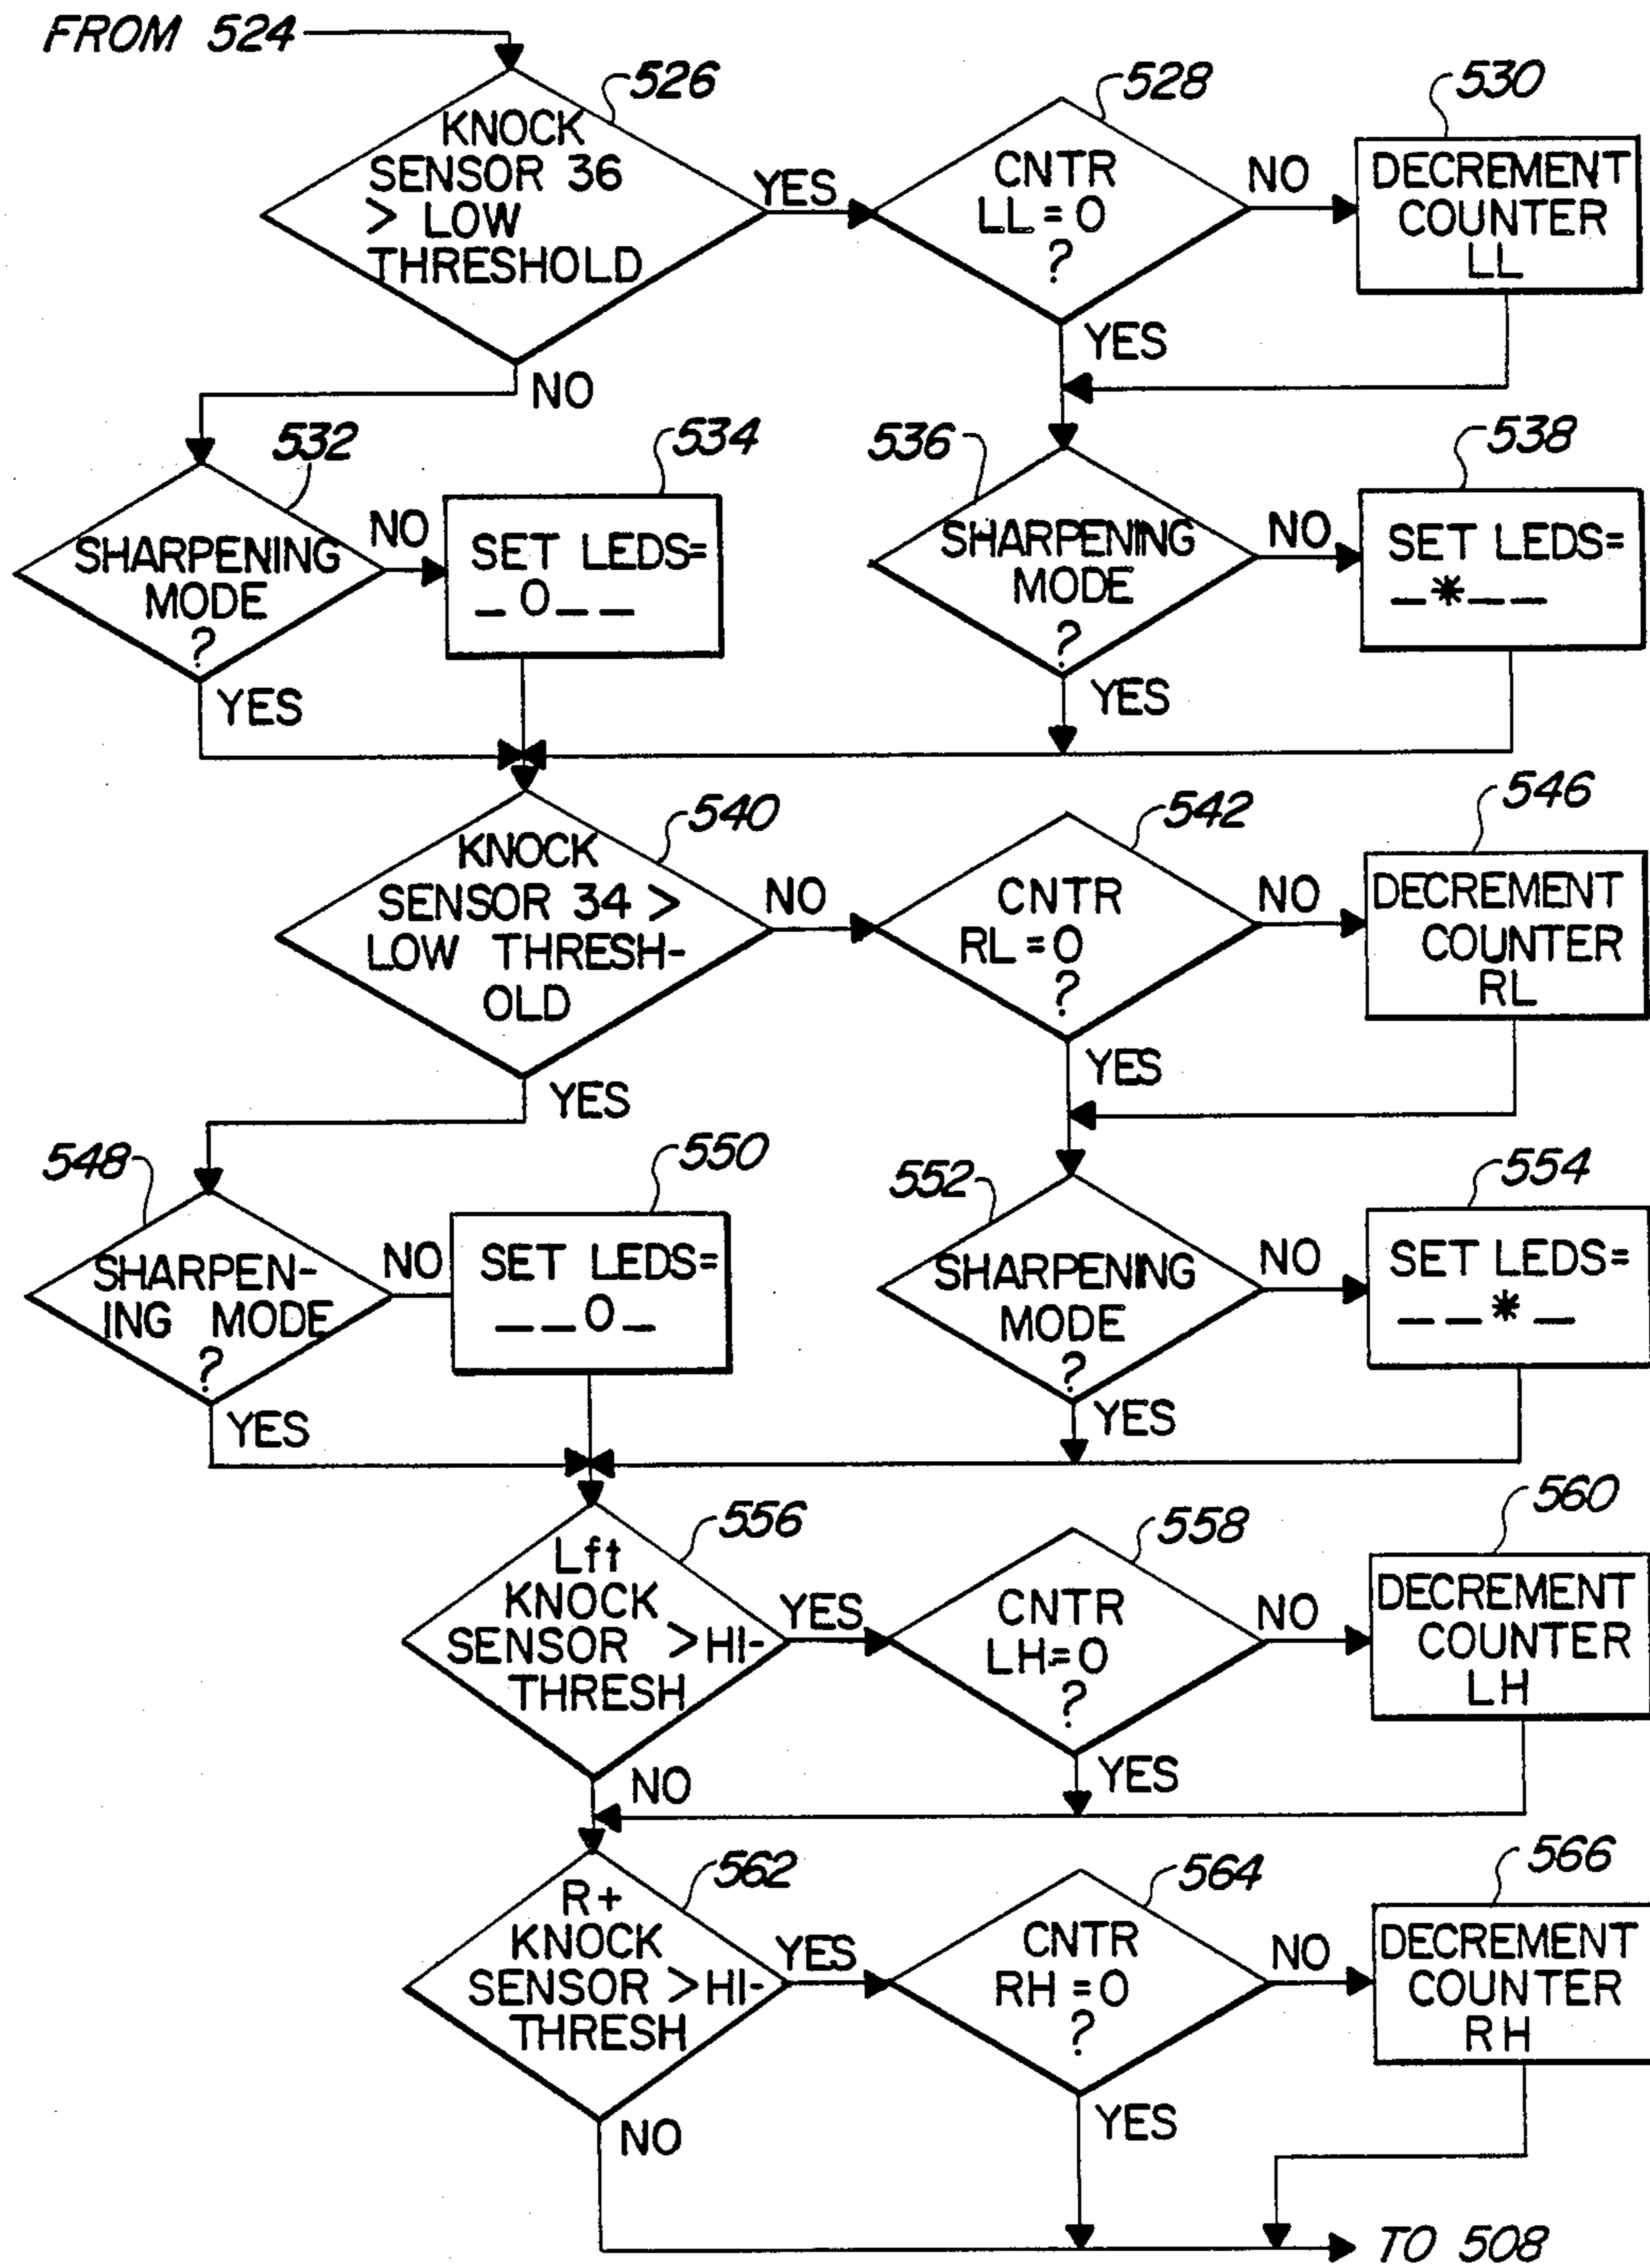 FROM 524
526
KNOCK
SENSOR 36
> LOW
THRESHOLD
YES
NO
528
CNTR
LL = 0
?
NO
YES
530
DECREMENT
COUNTER
LL
532
SHARPENING
MODE
?
NO
YES
534
SET LEDS=
_ O _ _
536
SHARPENING
MODE
?
NO
YES
538
SET LEDS=
_ * _ _
540
KNOCK
SENSOR 34 >
LOW THRESH-
OLD
NO
YES
542
CNTR
RL = 0
?
NO
YES
546
DECREMENT
COUNTER
RL
548
SHARPEN-
ING MODE
?
NO
YES
550
SET LEDS=
_ _ O _
552
SHARPENING
MODE
?
NO
YES
554
SET LEDS=
_ _ * _
556
Lft
KNOCK
SENSOR > HI-
THRESH
YES
NO
558
CNTR
LH = 0
?
NO
YES
560
DECREMENT
COUNTER
LH
562
R+
KNOCK
SENSOR > HI-
THRESH
YES
NO
564
CNTR
RH = 0
?
NO
YES
566
DECREMENT
COUNTER
RH
TO 508